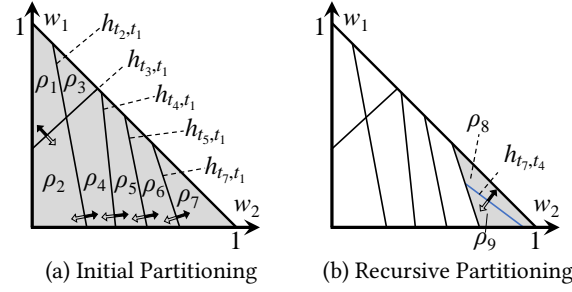 1 w₁
h_{t₂,t₁}
ρ₁ ρ₃
h_{t₃,t₁}
h_{t₄,t₁}
h_{t₅,t₁}
h_{t₇,t₁}
ρ₂ ρ₄ ρ₅ ρ₆ ρ₇
w₂
1
(a) Initial Partitioning
1 w₁
ρ₈
h_{t₇,t₄}
w₂
ρ₉ 1
(b) Recursive Partitioning